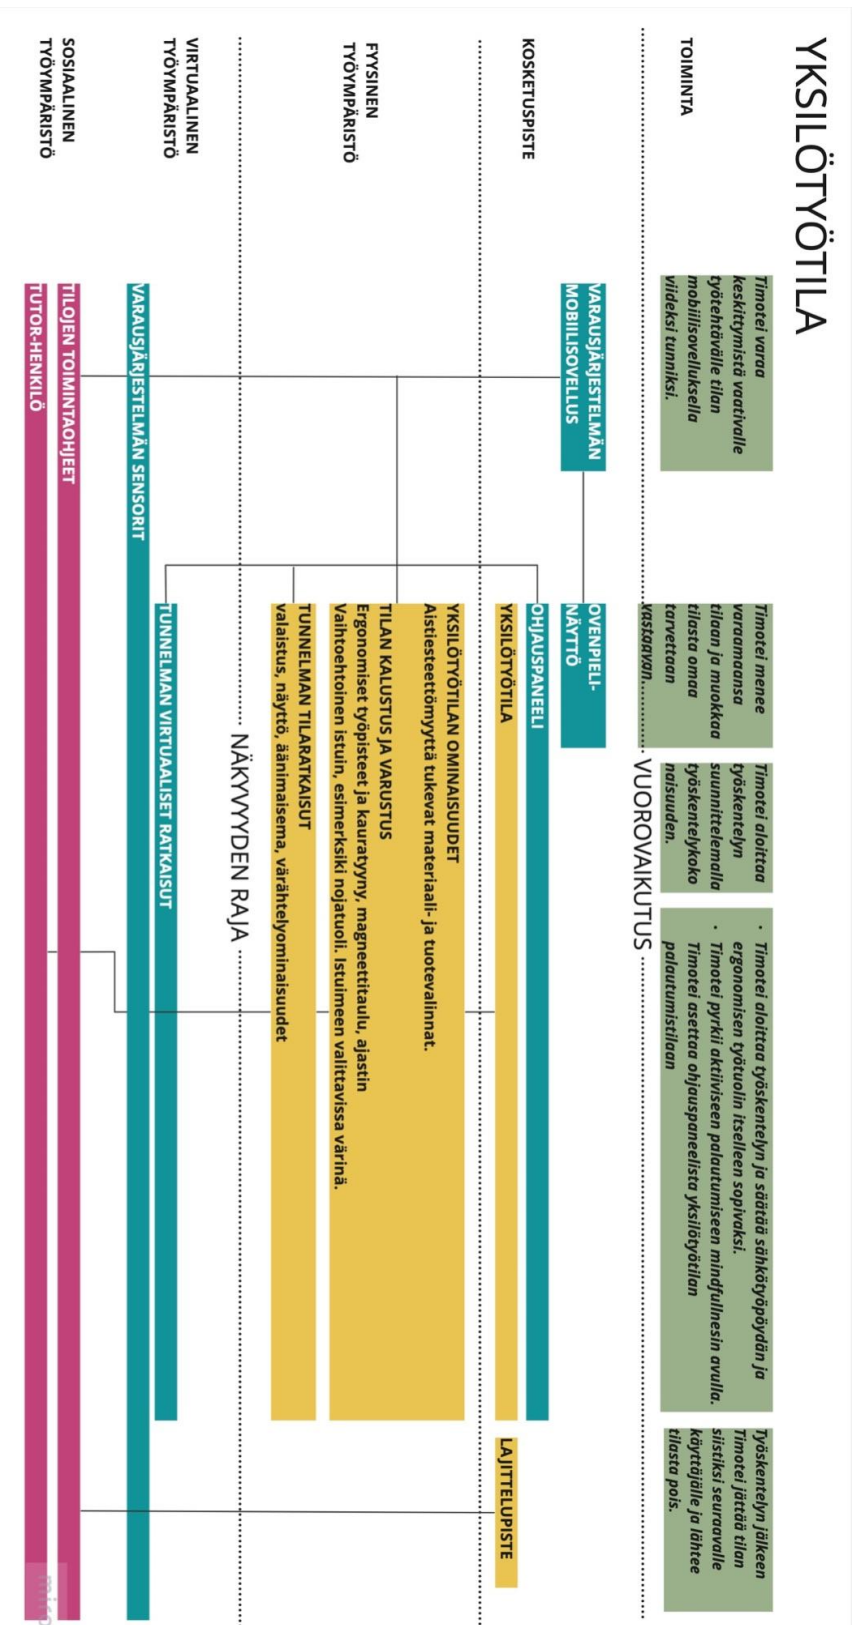 YKSILÖTYÖTILA
TOIMINTA
Timotei varaa
keskittymistä vaativalle
työtehtävälle tilan
mobiilisovelluksella
viideksi tunniksi.
Timotei menee
varaamaansa
tilaan ja muokkaa
tilasta omaa
tarvettaan
vastaavan.
Timotei aloittaa
työskentelyn
suunnittelemalla
työskentelykoko
naisuuden.
• Timotei aloittaa työskentelyn ja säätää sähkötyöpöydän ja
ergonomisen työtuolin itselleen sopivaksi.
• Timotei pyrkii aktiiviseen palautumiseen mindfullnesin avulla.
Timotei asettaa ohjauspaneelista yksilötyötilan
palautumistilaan
Työskentelyn jälkeen
Timotei jättää tilan
siistiksi seuraavalle
käyttäjälle ja lähtee
tilasta pois.
VUOROVAIKUTUS
KOSKETUSPISTE
VARAUSJÄRJESTELMÄN
MOBIILISOVELLUS
OVENPIELI-
NÄYTTÖ
OHJAUSPANEELI
YKSILÖTYÖTILA
LAJITTELUPISTE
FYYSINEN
TYÖYMPÄRISTÖ
YKSILÖTYÖTILAN OMINAISUUDET
Aistiesteettömyyttä tukevat materiaali- ja tuotevalinnat.
TILAN KALUSTUS JA VARUSTUS
Ergonomiset työpisteet ja kauratyyny, magneettitaulu, ajastin
Vaihtoehtoinen istuin, esimerksiki nojatuoli. Istuimeen valittavissa värinä.
TUNNELMAN TILARATKAISUT
valaistus, näyttö, äänimaisema, värähtelyominaisuudet
NÄKYVYYDEN RAJA
VIRTUAALINEN
TYÖYMPÄRISTÖ
TUNNELMAN VIRTUAALISET RATKAISUT
VARAUSJÄRJESTELMÄN SENSORIT
SOSIAALINEN
TYÖYMPÄRISTÖ
TILOJEN TOIMINTAOHJEET
TUTOR-HENKILÖ
miro